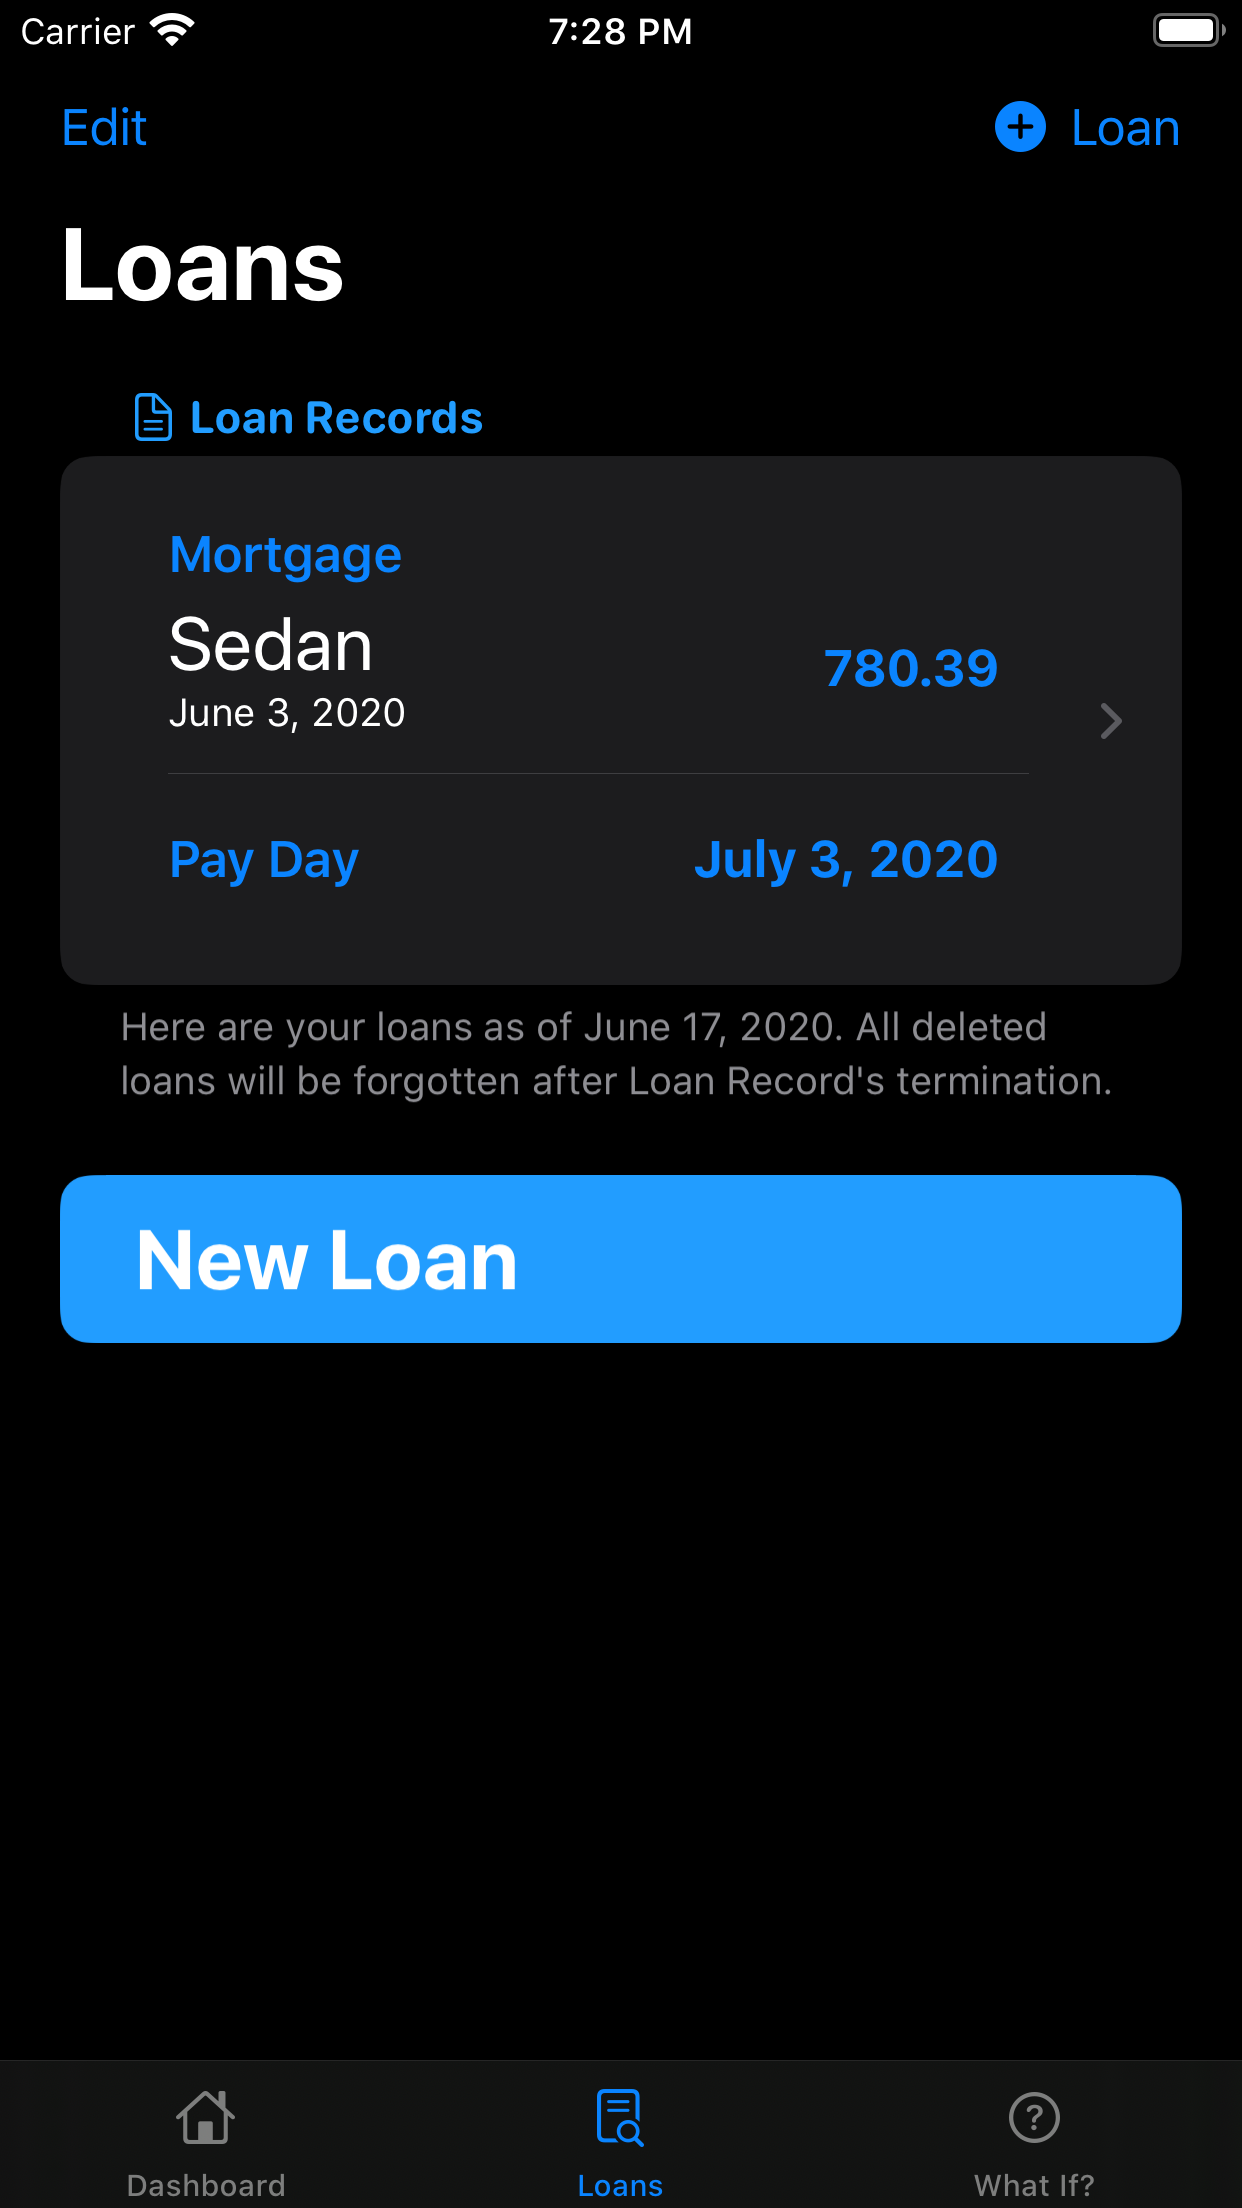 Carrier 7:28 PM
Edit Loan
Loans
Loan Records
Mortgage
Sedan
780.39
June 3, 2020
Pay Day July 3, 2020
Here are your loans as of June 17, 2020. All deleted
loans will be forgotten after Loan Record's termination.
New Loan
Dashboard Loans What If?